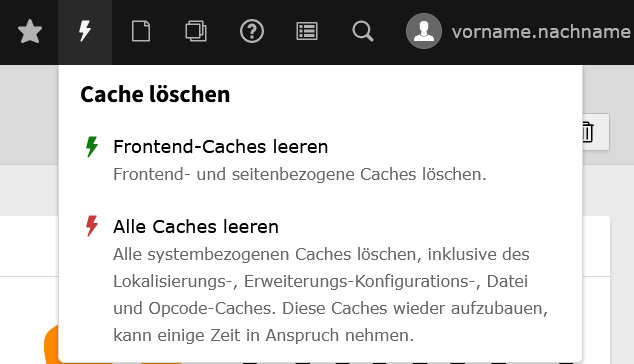 vorname.nachname
Cache löschen
Frontend-Caches leeren
Frontend- und seitenbezogene Caches löschen.
Alle Caches leeren
Alle systembezogenen Caches löschen, inklusive des
Lokalisierungs-, Erweiterungs-Konfigurations-, Datei
und Opcode-Caches. Diese Caches wieder aufzubauen,
kann einige Zeit in Anspruch nehmen.